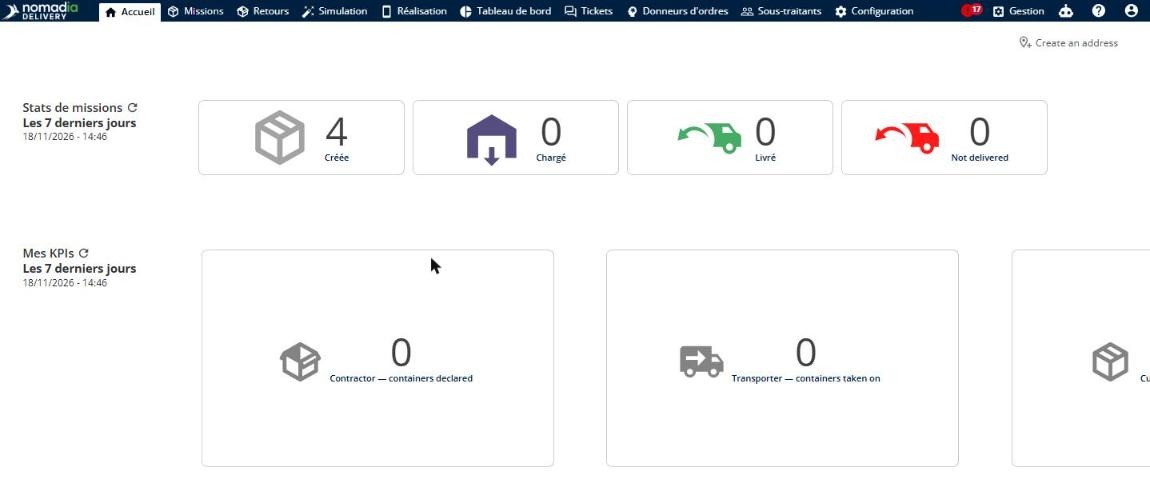 nomadia
DELIVERY
Accueil
Missions
Retours
Simulation
Réalisation
Tableau de bord
Tickets
Donneurs d'ordres
Sous-traitants
Configuration
17
Gestion
Create an address
Stats de missions
Les 7 derniers jours
18/11/2026 - 14:46
4
Créée
0
Chargé
0
Livré
0
Not delivered
Mes KPIs
Les 7 derniers jours
18/11/2026 - 14:46
0
Contractor — containers declared
0
Transporter — containers taken on